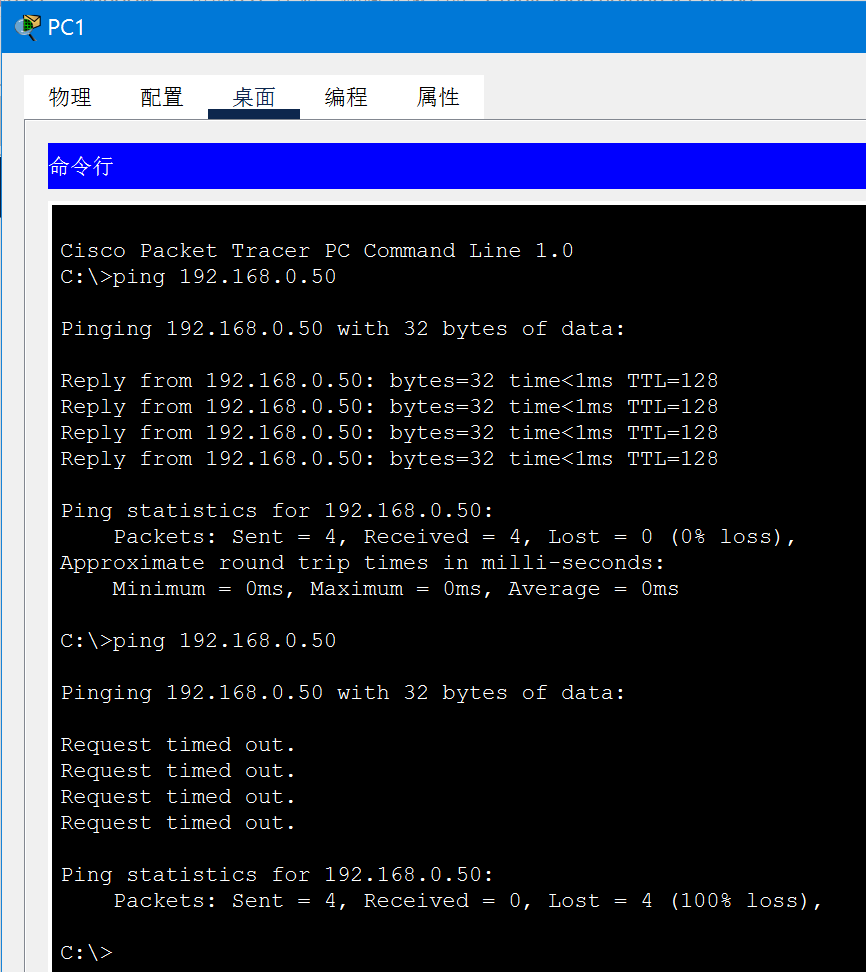 PC1
物理 配置 桌面 编程 属性
命令行
Cisco Packet Tracer PC Command Line 1.0
C:\>ping 192.168.0.50
Pinging 192.168.0.50 with 32 bytes of data:
Reply from 192.168.0.50: bytes=32 time<1ms TTL=128
Reply from 192.168.0.50: bytes=32 time<1ms TTL=128
Reply from 192.168.0.50: bytes=32 time<1ms TTL=128
Reply from 192.168.0.50: bytes=32 time<1ms TTL=128
Ping statistics for 192.168.0.50:
Packets: Sent = 4, Received = 4, Lost = 0 (0% loss),
Approximate round trip times in milli-seconds:
Minimum = 0ms, Maximum = 0ms, Average = 0ms
C:\>ping 192.168.0.50
Pinging 192.168.0.50 with 32 bytes of data:
Request timed out.
Request timed out.
Request timed out.
Request timed out.
Ping statistics for 192.168.0.50:
Packets: Sent = 4, Received = 0, Lost = 4 (100% loss),
C:\>